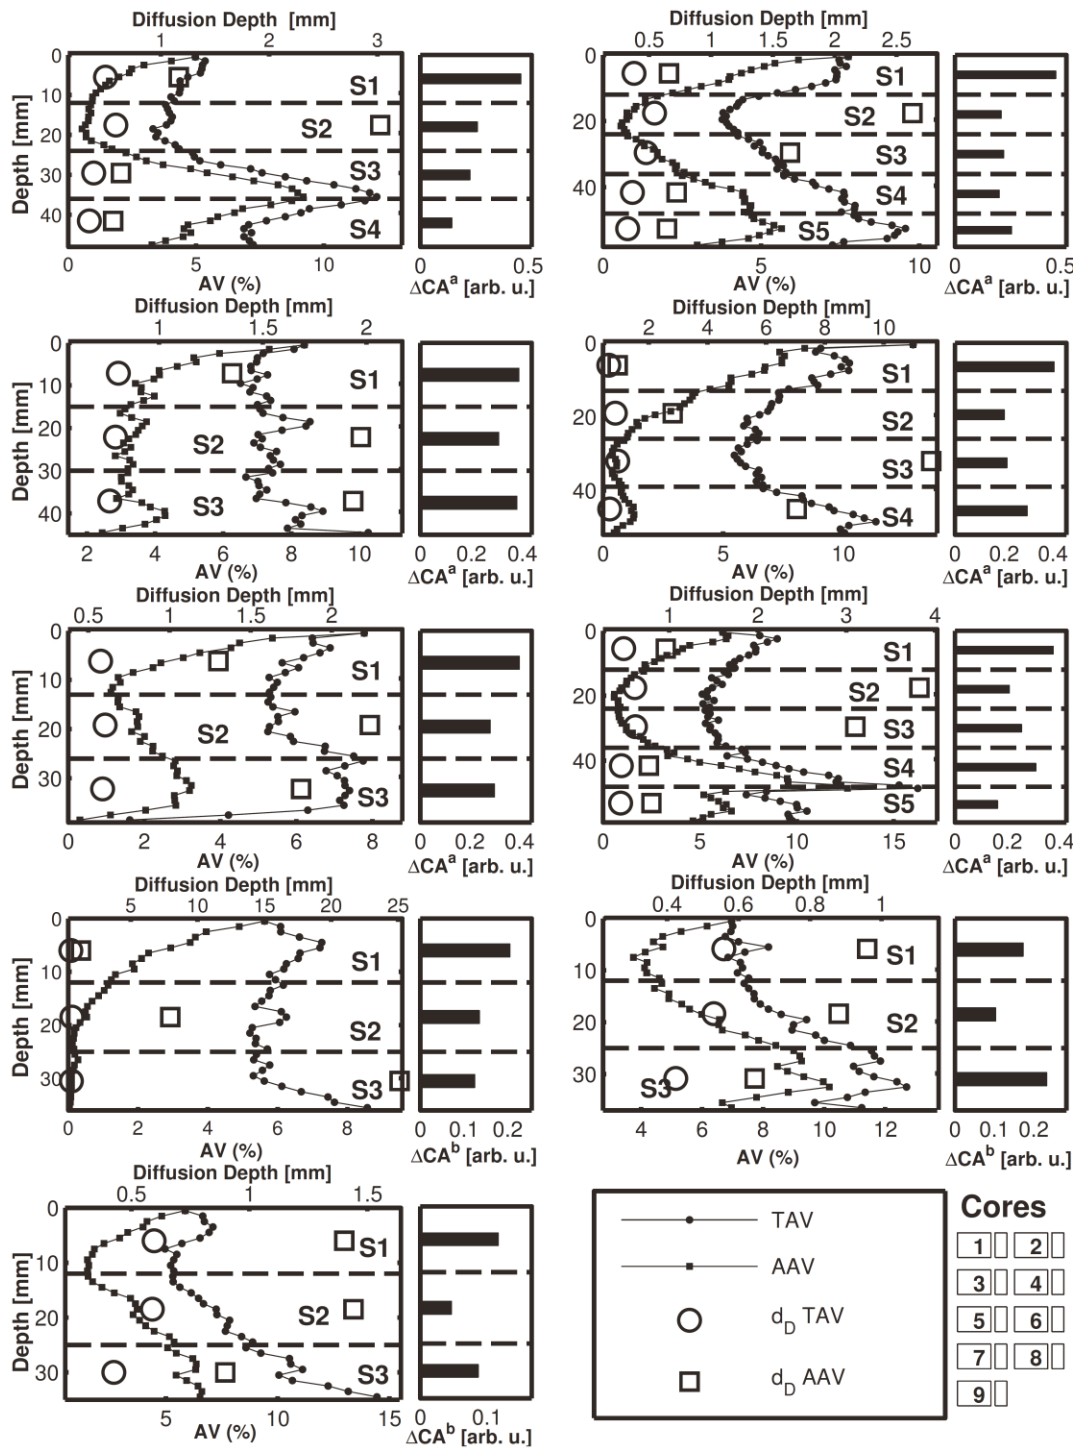 Diffusion Depth [mm]
1 2 3
0 10 20 30 40
Depth [mm]
S1
S2
S3
S4
0 5 10
0 0.5
AV (%)
ΔCAᵃ [arb. u.]
Diffusion Depth [mm]
0.5 1 1.5 2 2.5
0 10 20 30 40
S1
S2
S3
S4
S5
0 5 10
0 0.5
AV (%)
ΔCAᵃ [arb. u.]
Diffusion Depth [mm]
1 1.5 2
0 10 20 30 40
Depth [mm]
S1
S2
S3
2 4 6 8 10
0 0.2 0.4
AV (%)
ΔCAᵃ [arb. u.]
Diffusion Depth [mm]
2 4 6 8 10
0 10 20 30 40
S1
S2
S3
S4
0 5 10
0 0.2 0.4
AV (%)
ΔCAᵃ [arb. u.]
Diffusion Depth [mm]
0.5 1 1.5 2
0 10 20 30
Depth [mm]
S1
S2
S3
0 2 4 6 8
0 0.2 0.4
AV (%)
ΔCAᵃ [arb. u.]
Diffusion Depth [mm]
1 2 3 4
0 20 40
S1
S2
S3
S4
S5
0 5 10 15
0 0.2 0.4
AV (%)
ΔCAᵃ [arb. u.]
Diffusion Depth [mm]
5 10 15 20 25
0 10 20 30
Depth [mm]
S1
S2
S3
0 2 4 6 8
0 0.1 0.2
AV (%)
ΔCAᵇ [arb. u.]
Diffusion Depth [mm]
0.4 0.6 0.8 1
0 10 20 30
S1
S2
S3
4 6 8 10 12
0 0.1 0.2
AV (%)
ΔCAᵇ [arb. u.]
Diffusion Depth [mm]
0.5 1 1.5
0 10 20 30
Depth [mm]
S1
S2
S3
5 10 15
0 0.1
AV (%)
ΔCAᵇ [arb. u.]
TAV
AAV
d_D TAV
d_D AAV
Cores
1 2
3 4
5 6
7 8
9